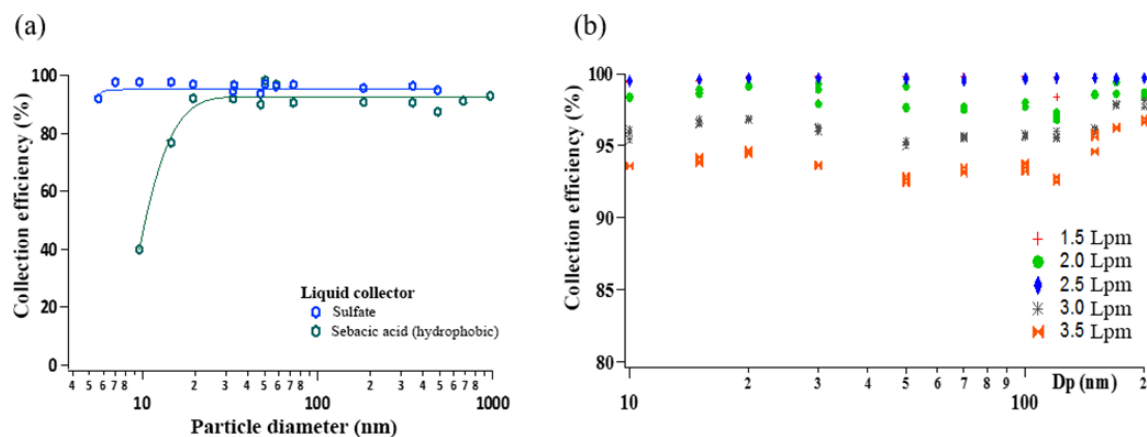 (a)
100
80
60
40
20
0
Collection efficiency (%)
4 5 6 7 8 2 3 4 5 6 7 8 2 3 4 5 6 7 8
10 100 1000
Particle diameter (nm)
Liquid collector
Sulfate
Sebacic acid (hydrophobic)
(b)
100
95
90
85
80
Collection efficiency (%)
1.5 Lpm
2.0 Lpm
2.5 Lpm
3.0 Lpm
3.5 Lpm
2 3 4 5 6 7 8 9 Dp (nm) 2
10 100